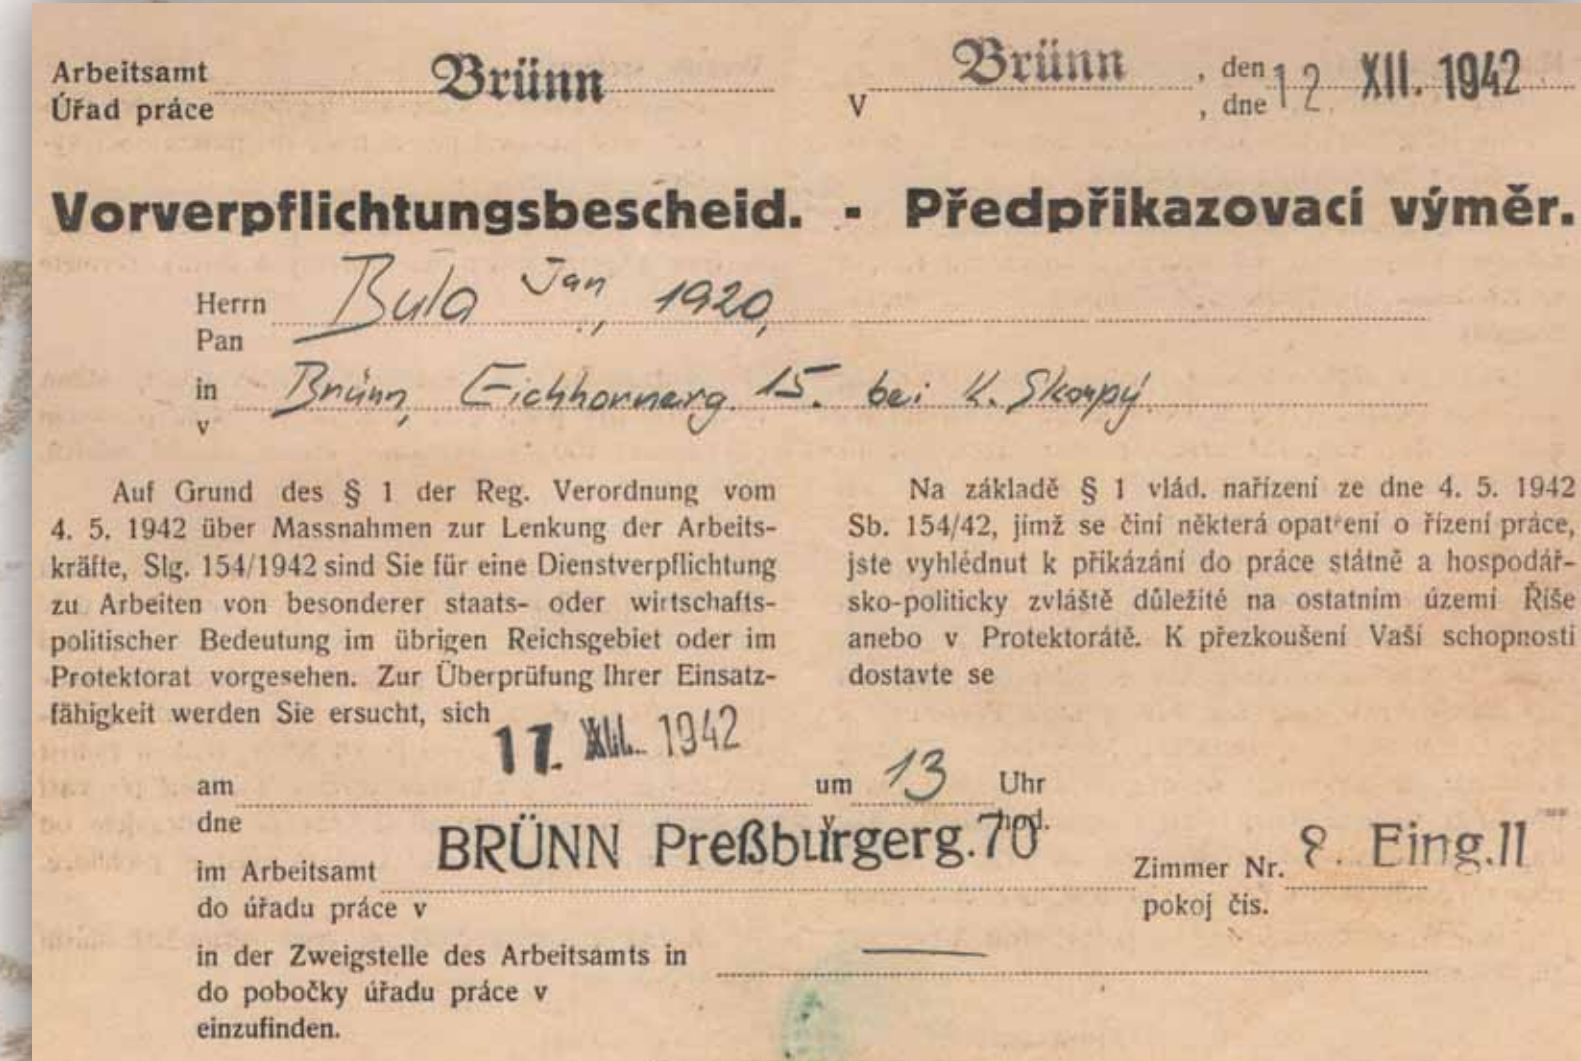 Arbeitsamt Brünn
Úřad práce
V Brünn, den 12. XII. 1942
, dne
Vorverpflichtungsbescheid. - Předpřikazovací výměr.
Herrn Bula Jan, 1920,
Pan
in Brünn, Eichhornerg. 15. bei K. Skorpý
v
Auf Grund des § 1 der Reg. Verordnung vom
4. 5. 1942 über Massnahmen zur Lenkung der Arbeits-
kräfte, Slg. 154/1942 sind Sie für eine Dienstverpflichtung
zu Arbeiten von besonderer staats- oder wirtschafts-
politischer Bedeutung im übrigen Reichsgebiet oder im
Protektorat vorgesehen. Zur Überprüfung Ihrer Einsatz-
fähigkeit werden Sie ersucht, sich
Na základě § 1 vlád. nařízení ze dne 4. 5. 1942
Sb. 154/42, jímž se činí některá opatření o řízení práce,
jste vyhlédnut k přikázání do práce státně a hospodář-
sko-politicky zvláště důležité na ostatním území Říše
anebo v Protektorátě. K přezkoušení Vaší schopnosti
dostavte se
am 17. XII. 1942 um 13 Uhr
dne v hod.
im Arbeitsamt BRÜNN Preßburgerg.70 Zimmer Nr. 8. Eing.II
do úřadu práce v pokoj čís.
in der Zweigstelle des Arbeitsamts in —
do pobočky úřadu práce v
einzufinden.